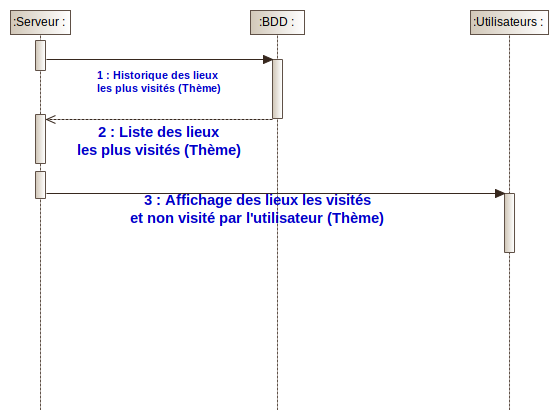 :Serveur :
:BDD :
:Utilisateurs :
1 : Historique des lieux
les plus visités (Thème)
2 : Liste des lieux
les plus visités (Thème)
3 : Affichage des lieux les visités
et non visité par l'utilisateur (Thème)